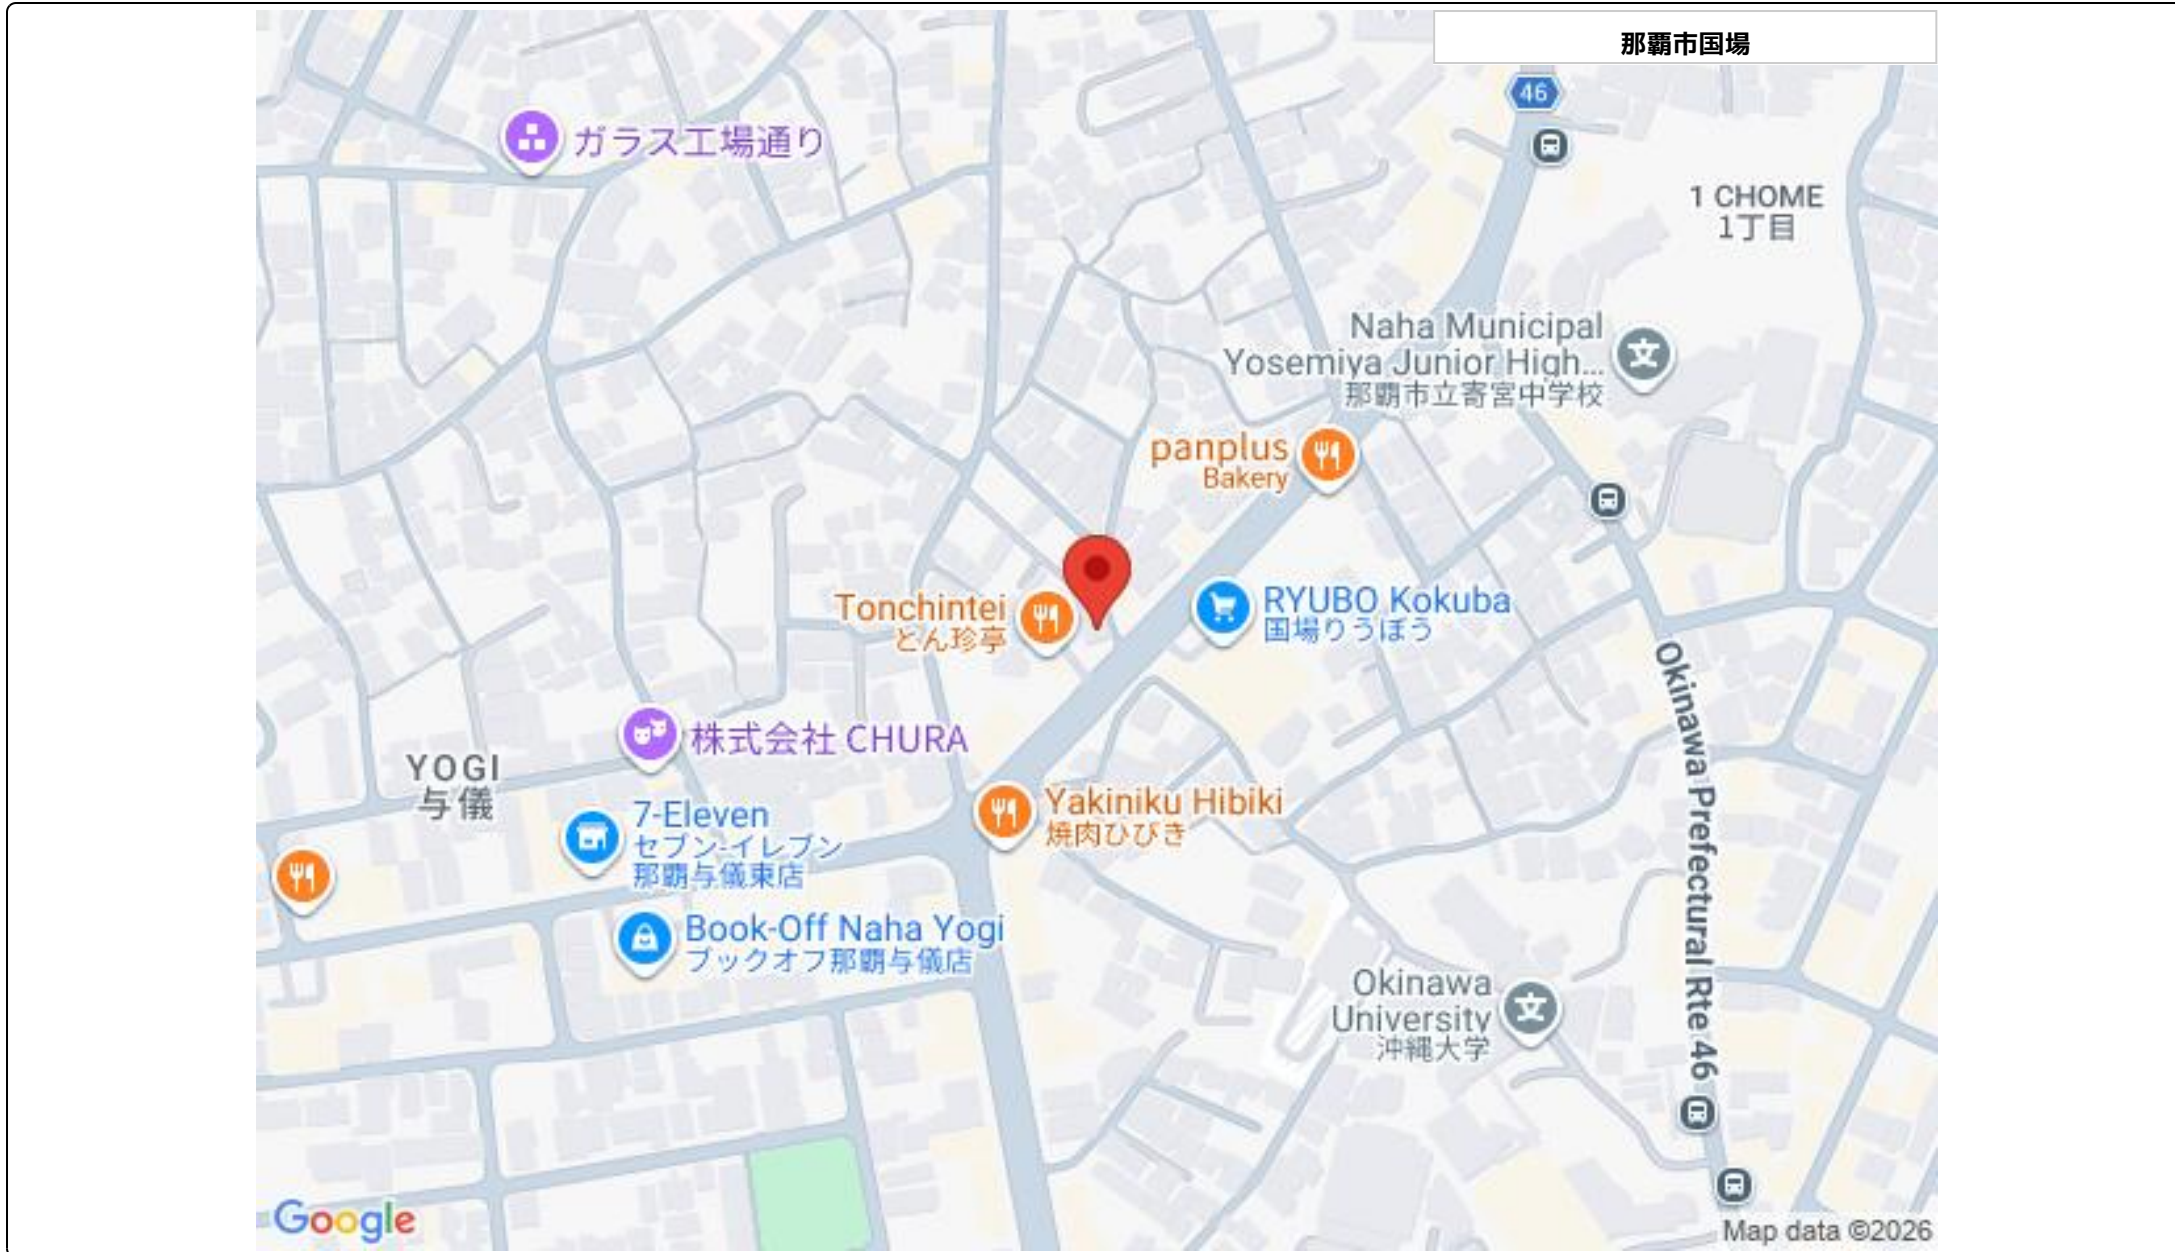 那覇市国場
46
ガラス工場通り
1 CHOME
1丁目
Naha Municipal
Yosemiya Junior High...
那覇市立寄宮中学校
panplus
Bakery
Tonchintei
とん珍亭
RYUBO Kokuba
国場りうぼう
Okinawa Prefectural Rte 46
株式会社 CHURA
YOGI
与儀
7-Eleven
セブン-イレブン
那覇与儀東店
Yakiniku Hibiki
焼肉ひびき
Book-Off Naha Yogi
ブックオフ那覇与儀店
Okinawa
University
沖縄大学
文
文
Google
Map data ©2026